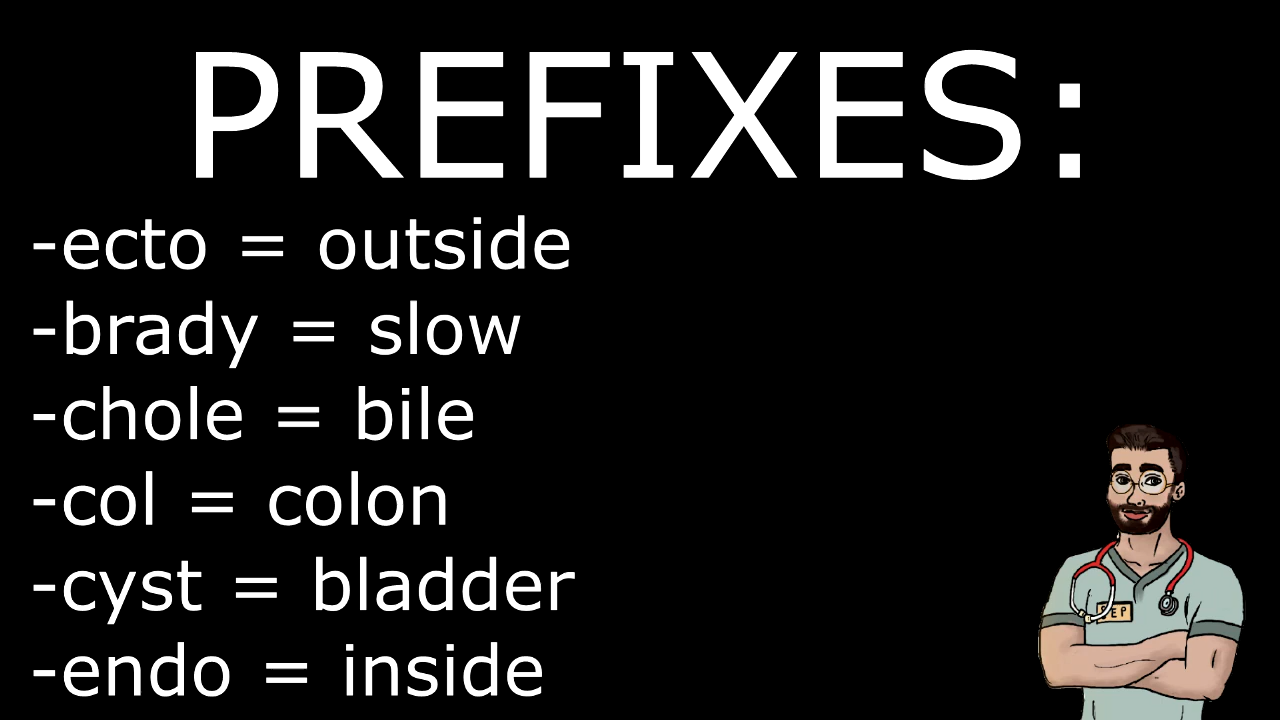 PREFIXES:
-ecto = outside
-brady = slow
-chole = bile
-col = colon
-cyst = bladder
-endo = inside